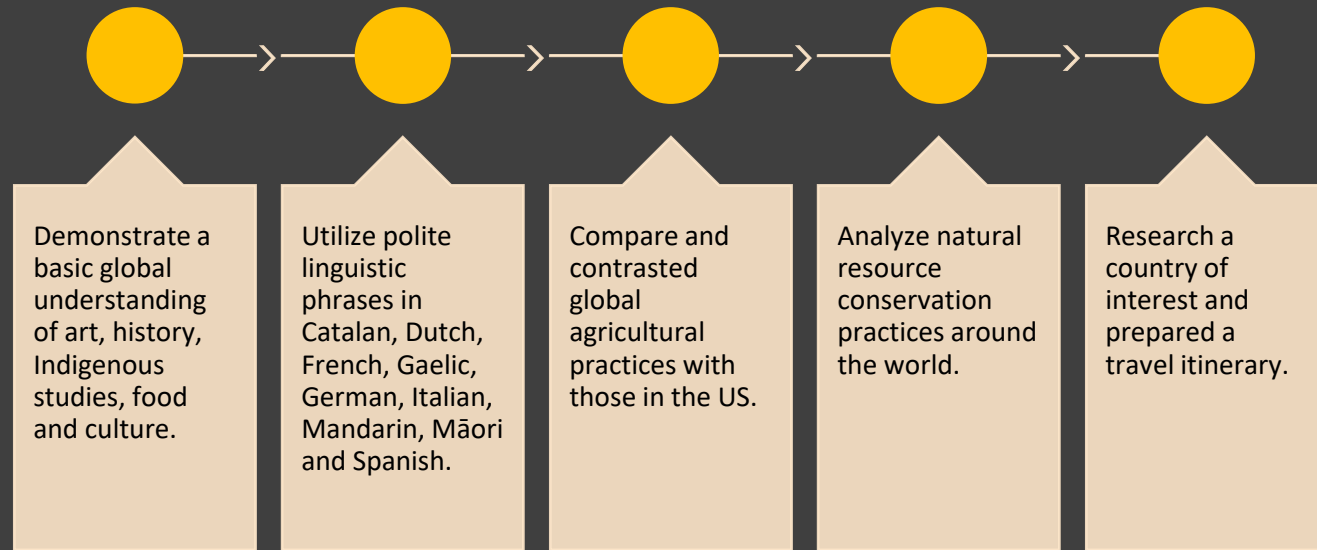 Demonstrate a
basic global
understanding
of art, history,
Indigenous
studies, food
and culture.
Utilize polite
linguistic
phrases in
Catalan, Dutch,
French, Gaelic,
German, Italian,
Mandarin, Māori
and Spanish.
Compare and
contrasted
global
agricultural
practices with
those in the US.
Analyze natural
resource
conservation
practices around
the world.
Research a
country of
interest and
prepared a
travel itinerary.